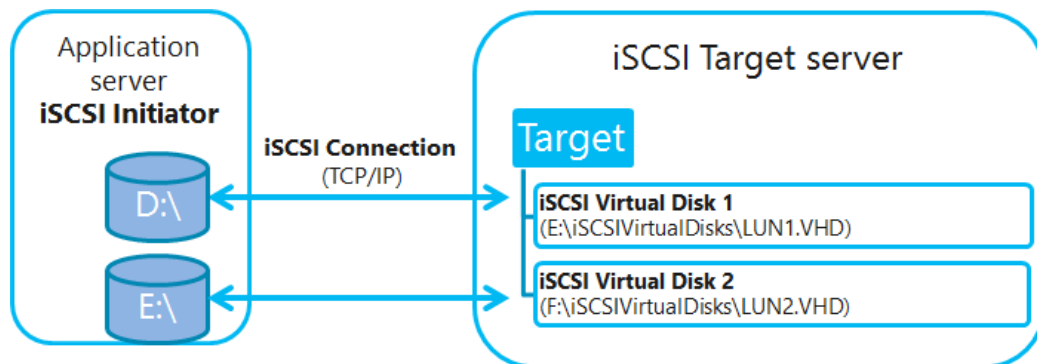 Application
server
iSCSI Initiator
D:\
E:\
iSCSI Connection
(TCP/IP)
iSCSI Target server
Target
iSCSI Virtual Disk 1
(E:\iSCSIVirtualDisks\LUN1.VHD)
iSCSI Virtual Disk 2
(F:\iSCSIVirtualDisks\LUN2.VHD)